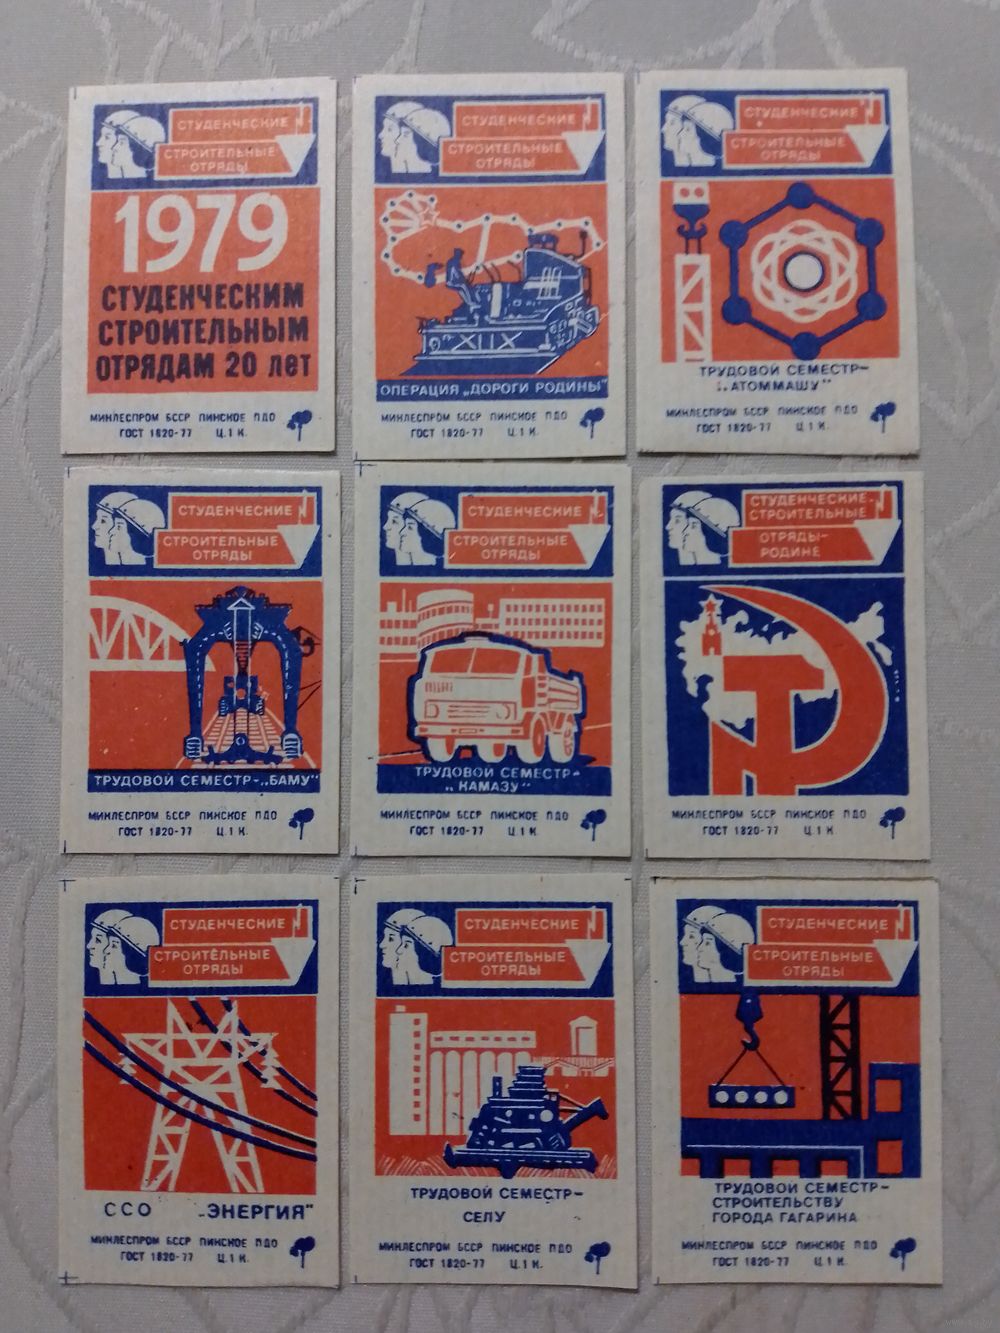 СТУДЕНЧЕСКИЕ
СТРОИТЕЛЬНЫЕ
ОТРЯДЫ
1979
СТУДЕНЧЕСКИМ
СТРОИТЕЛЬНЫМ
ОТРЯДАМ 20 лет
МИНЛЕСПРОМ БССР ПИНСКОЕ ПДО
ГОСТ 1820-77 Ц.1 К.
СТУДЕНЧЕСКИЕ
СТРОИТЕЛЬНЫЕ
ОТРЯДЫ
ОПЕРАЦИЯ „ДОРОГИ РОДИНЫ"
МИНЛЕСПРОМ БССР ПИНСКОЕ ПДО
ГОСТ 1820-77 Ц.1 К.
СТУДЕНЧЕСКИЕ
СТРОИТЕЛЬНЫЕ
ОТРЯДЫ
ТРУДОВОЙ СЕМЕСТР-
„АТОММАШУ"
МИНЛЕСПРОМ БССР ПИНСКОЕ ПДО
ГОСТ 1820-77 Ц.1 К.
СТУДЕНЧЕСКИЕ
СТРОИТЕЛЬНЫЕ
ОТРЯДЫ
ТРУДОВОЙ СЕМЕСТР-„БАМУ"
МИНЛЕСПРОМ БССР ПИНСКОЕ ПДО
ГОСТ 1820-77 Ц.1 К.
СТУДЕНЧЕСКИЕ
СТРОИТЕЛЬНЫЕ
ОТРЯДЫ
ТРУДОВОЙ СЕМЕСТР-
„КАМАЗУ"
МИНЛЕСПРОМ БССР ПИНСКОЕ ПДО
ГОСТ 1820-77 Ц.1 К.
СТУДЕНЧЕСКИЕ-
СТРОИТЕЛЬНЫЕ
ОТРЯДЫ-
РОДИНЕ
МИНЛЕСПРОМ БССР ПИНСКОЕ ПДО
ГОСТ 1820-77 Ц.1 К.
СТУДЕНЧЕСКИЕ
СТРОИТЕЛЬНЫЕ
ОТРЯДЫ
ССО „ЭНЕРГИЯ"
МИНЛЕСПРОМ БССР ПИНСКОЕ ПДО
ГОСТ 1820-77 Ц.1 К.
СТУДЕНЧЕСКИЕ
СТРОИТЕЛЬНЫЕ
ОТРЯДЫ
ТРУДОВОЙ СЕМЕСТР-
СЕЛУ
МИНЛЕСПРОМ БССР ПИНСКОЕ ПДО
ГОСТ 1820-77 Ц.1 К.
СТУДЕНЧЕСКИЕ
СТРОИТЕЛЬНЫЕ
ОТРЯДЫ
ТРУДОВОЙ СЕМЕСТР-
СТРОИТЕЛЬСТВУ
ГОРОДА ГАГАРИНА
МИНЛЕСПРОМ БССР ПИНСКОЕ ПДО
ГОСТ 1820-77 Ц.1 К.